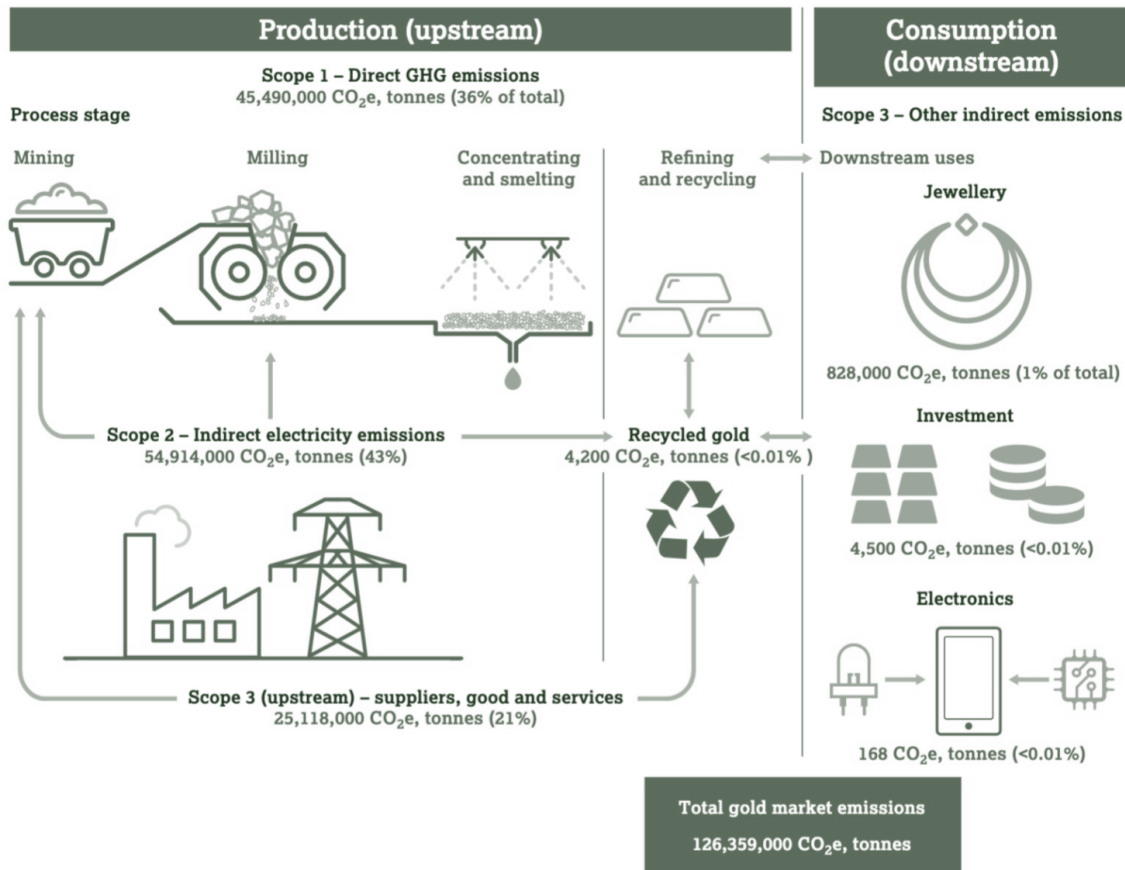 Production (upstream)
Scope 1 – Direct GHG emissions
45,490,000 CO₂e, tonnes (36% of total)
Process stage
Mining
Milling
Concentrating
and smelting
Refining
and recycling
Scope 2 – Indirect electricity emissions
54,914,000 CO₂e, tonnes (43%)
Recycled gold
4,200 CO₂e, tonnes (<0.01% )
Scope 3 (upstream) – suppliers, good and services
25,118,000 CO₂e, tonnes (21%)
Consumption
(downstream)
Scope 3 – Other indirect emissions
Downstream uses
Jewellery
828,000 CO₂e, tonnes (1% of total)
Investment
4,500 CO₂e, tonnes (<0.01%)
Electronics
168 CO₂e, tonnes (<0.01%)
Total gold market emissions
126,359,000 CO₂e, tonnes